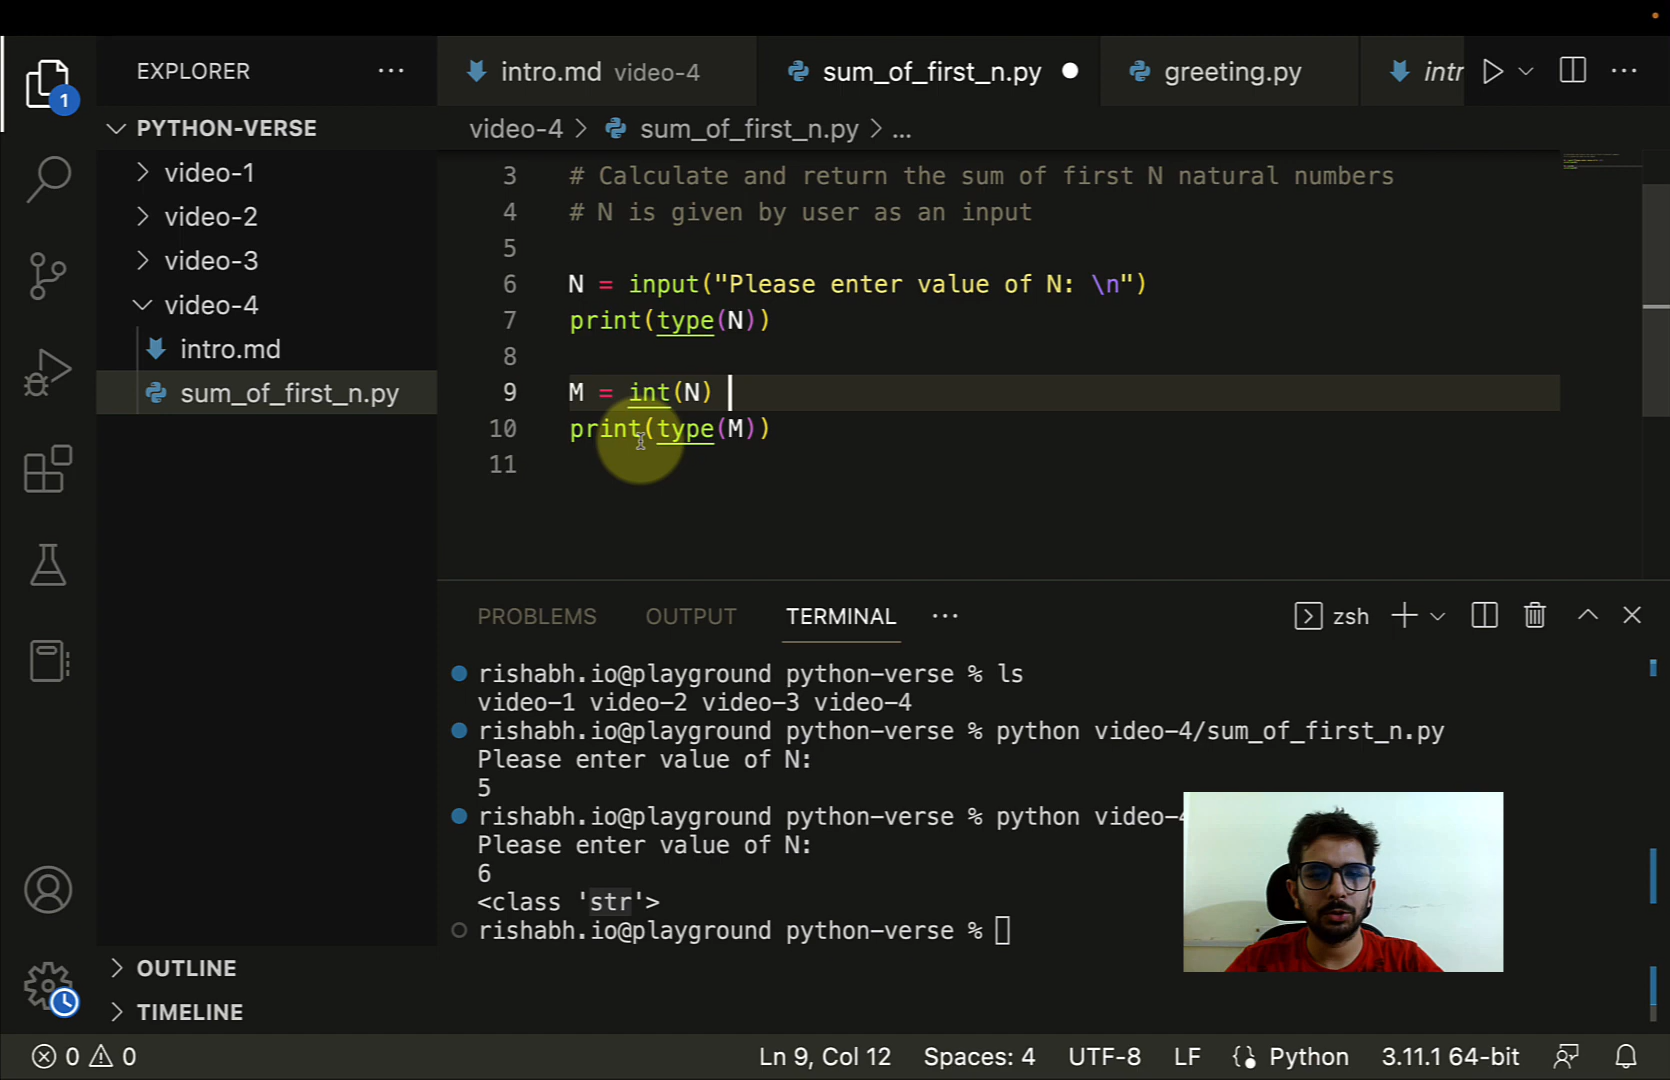 1
EXPLORER ...
intro.md video-4
sum_of_first_n.py
greeting.py
intr
...
PYTHON-VERSE
video-1
video-2
video-3
video-4
intro.md
sum_of_first_n.py
OUTLINE
TIMELINE
video-4 > sum_of_first_n.py > ...
3 # Calculate and return the sum of first N natural numbers
4 # N is given by user as an input
5
6 N = input("Please enter value of N: \n")
7 print(type(N))
8
9 M = int(N)
10 print(type(M))
11
PROBLEMS OUTPUT TERMINAL ... zsh
rishabh.io@playground python-verse % ls
video-1 video-2 video-3 video-4
rishabh.io@playground python-verse % python video-4/sum_of_first_n.py
Please enter value of N:
5
rishabh.io@playground python-verse % python video-4
Please enter value of N:
6
<class 'str'>
rishabh.io@playground python-verse %
0 0 Ln 9, Col 12 Spaces: 4 UTF-8 LF Python 3.11.1 64-bit